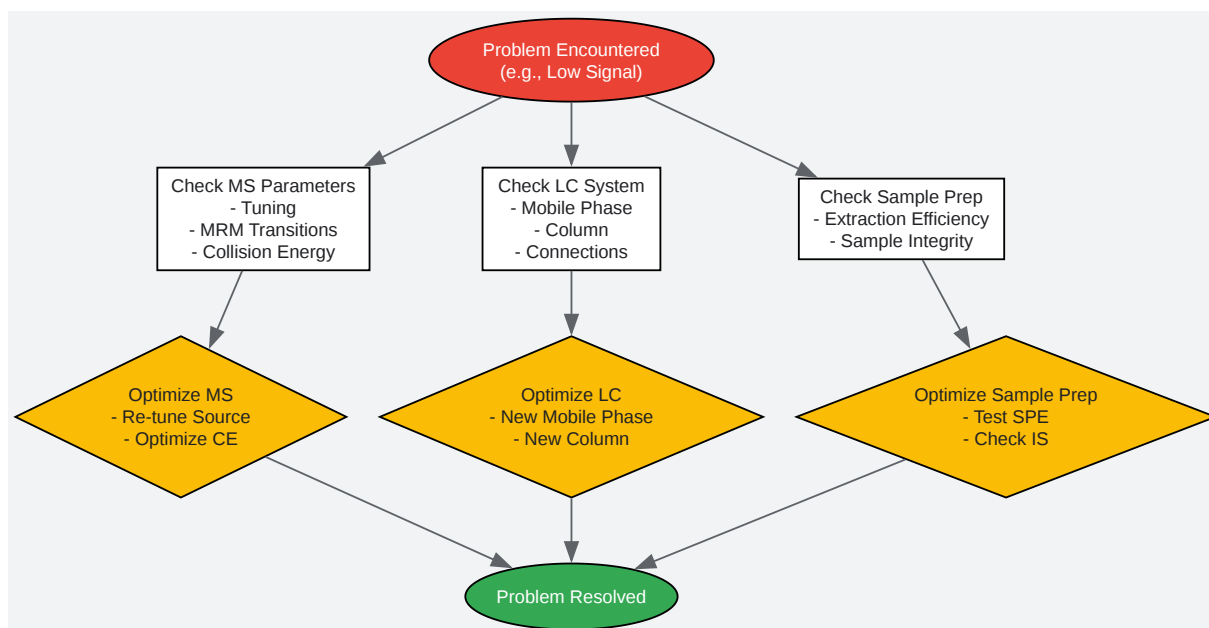 Problem Encountered
(e.g., Low Signal)
Check MS Parameters
- Tuning
- MRM Transitions
- Collision Energy
Check LC System
- Mobile Phase
- Column
- Connections
Check Sample Prep
- Extraction Efficiency
- Sample Integrity
Optimize MS
- Re-tune Source
- Optimize CE
Optimize LC
- New Mobile Phase
- New Column
Optimize Sample Prep
- Test SPE
- Check IS
Problem Resolved